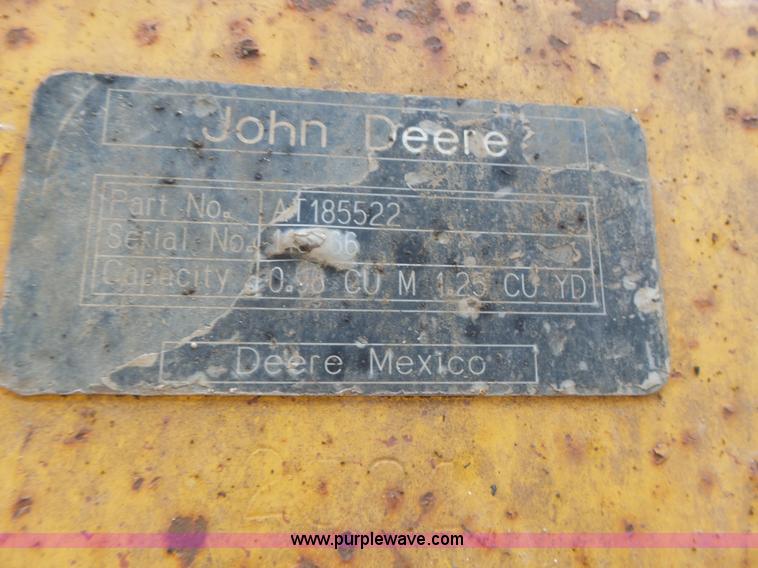 John Deere
Part No. AT185522
Serial No.
Capacity CU M 1.25 CU YD
Deere Mexico
www.purplewave.com